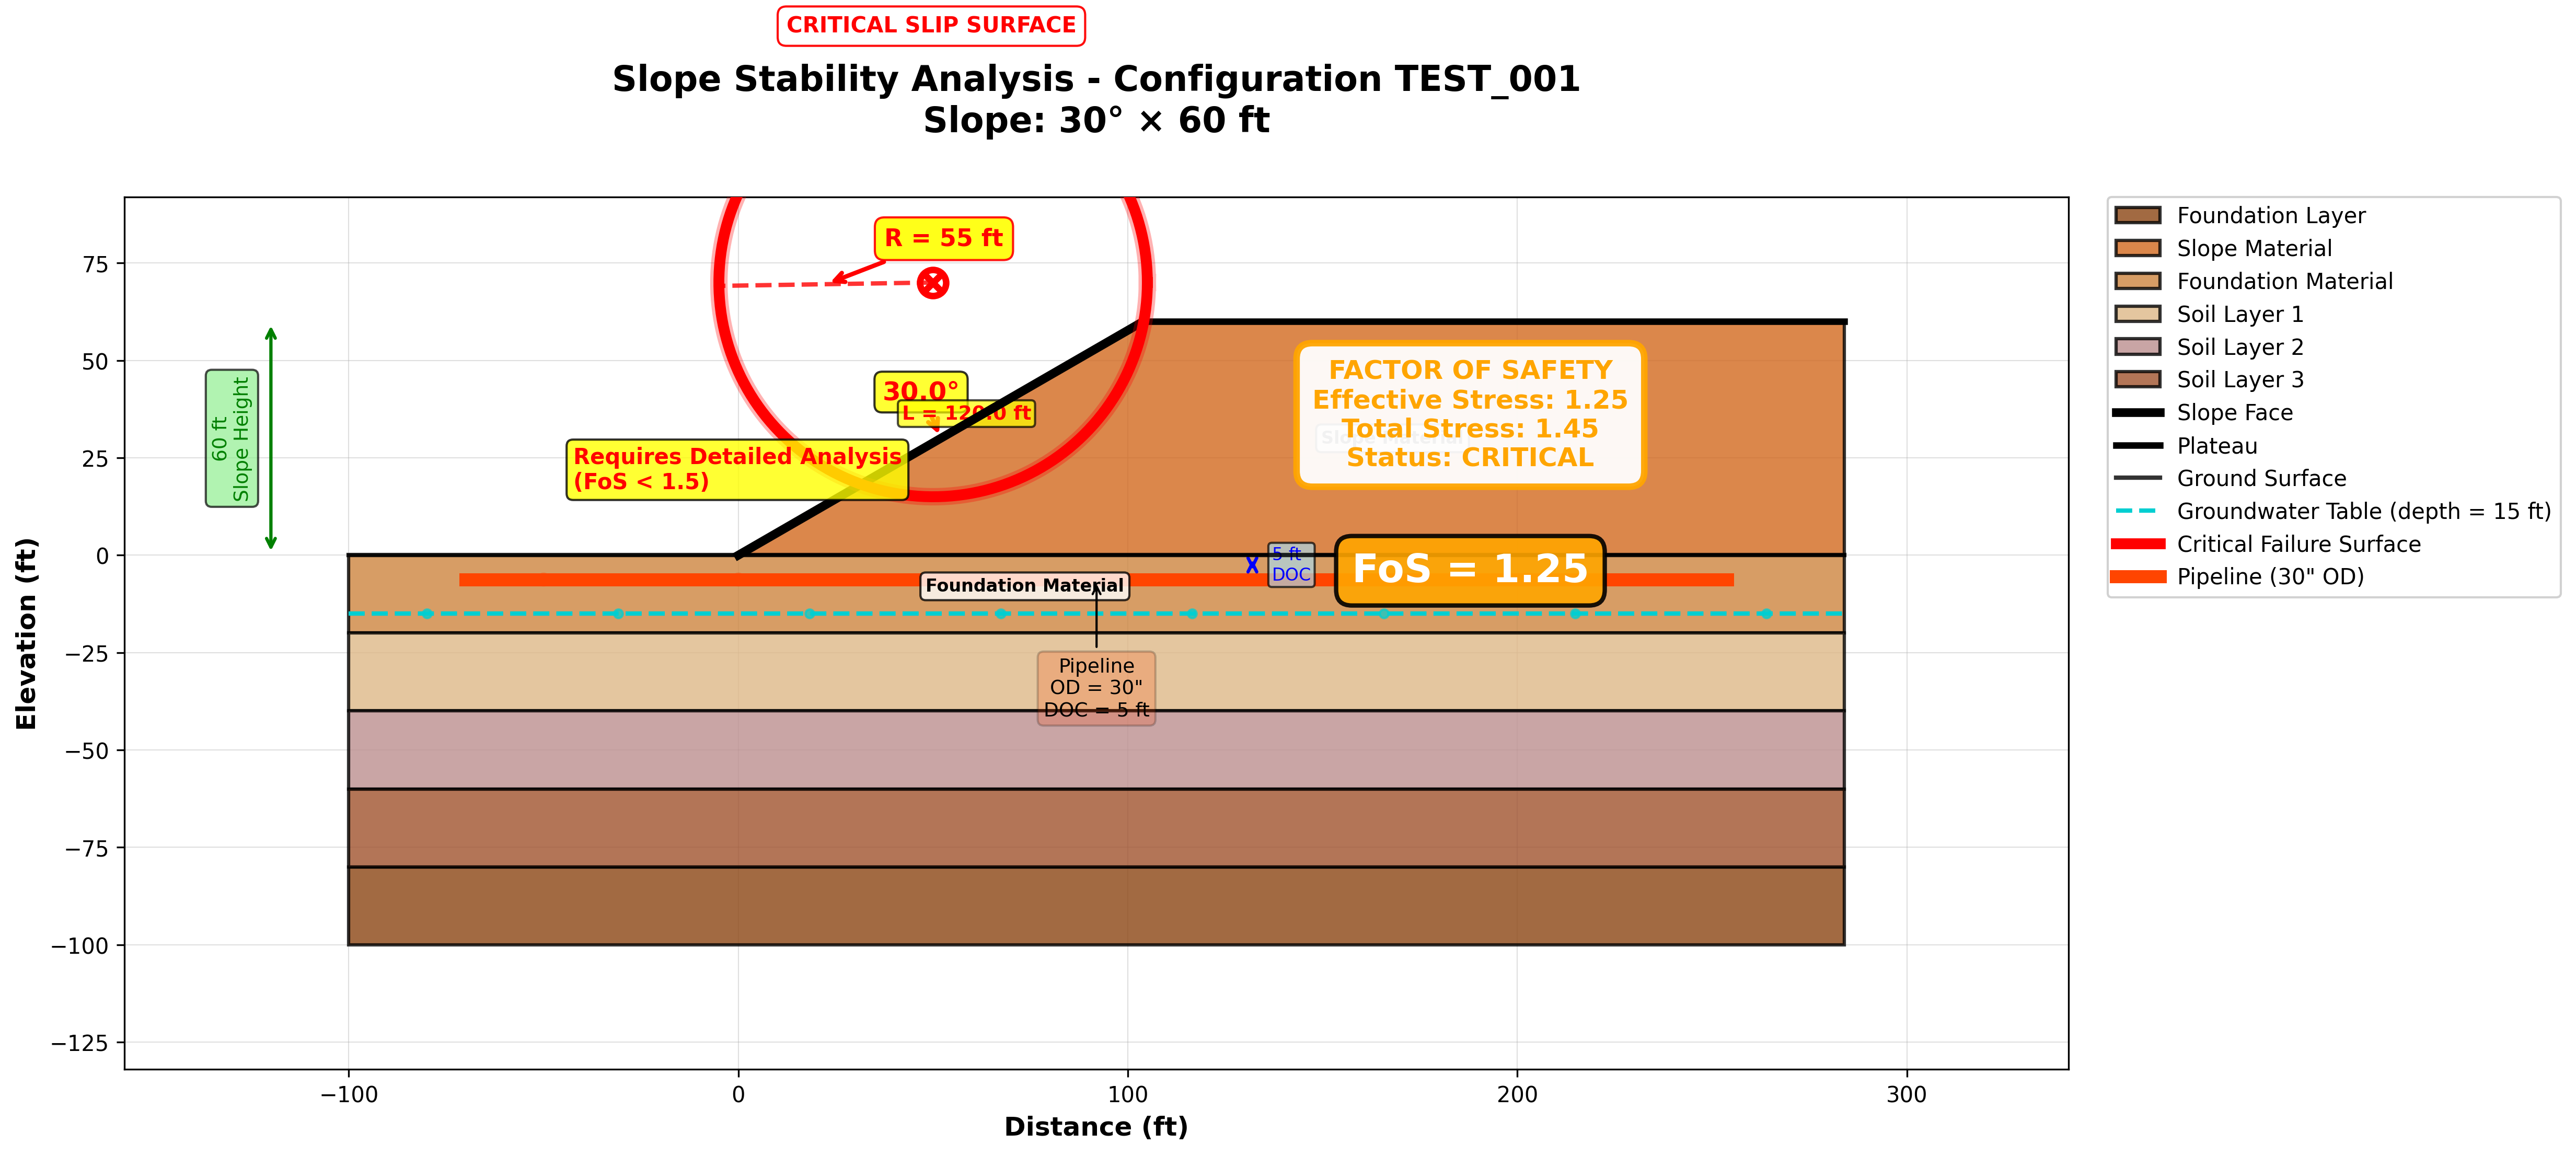 CRITICAL SLIP SURFACE
Slope Stability Analysis - Configuration TEST_001
Slope: 30° × 60 ft
R = 55 ft
30.0°
L = 120.0 ft
60 ft
Slope Height
Requires Detailed Analysis
(FoS < 1.5)
FACTOR OF SAFETY
Effective Stress: 1.25
Total Stress: 1.45
Status: CRITICAL
Slope Material
5 ft
DOC
FoS = 1.25
Foundation Material
Pipeline
OD = 30"
DOC = 5 ft
Elevation (ft)
75
50
25
0
−25
−50
−75
−100
−125
−100
0
100
200
300
Distance (ft)
Foundation Layer
Slope Material
Foundation Material
Soil Layer 1
Soil Layer 2
Soil Layer 3
Slope Face
Plateau
Ground Surface
Groundwater Table (depth = 15 ft)
Critical Failure Surface
Pipeline (30" OD)